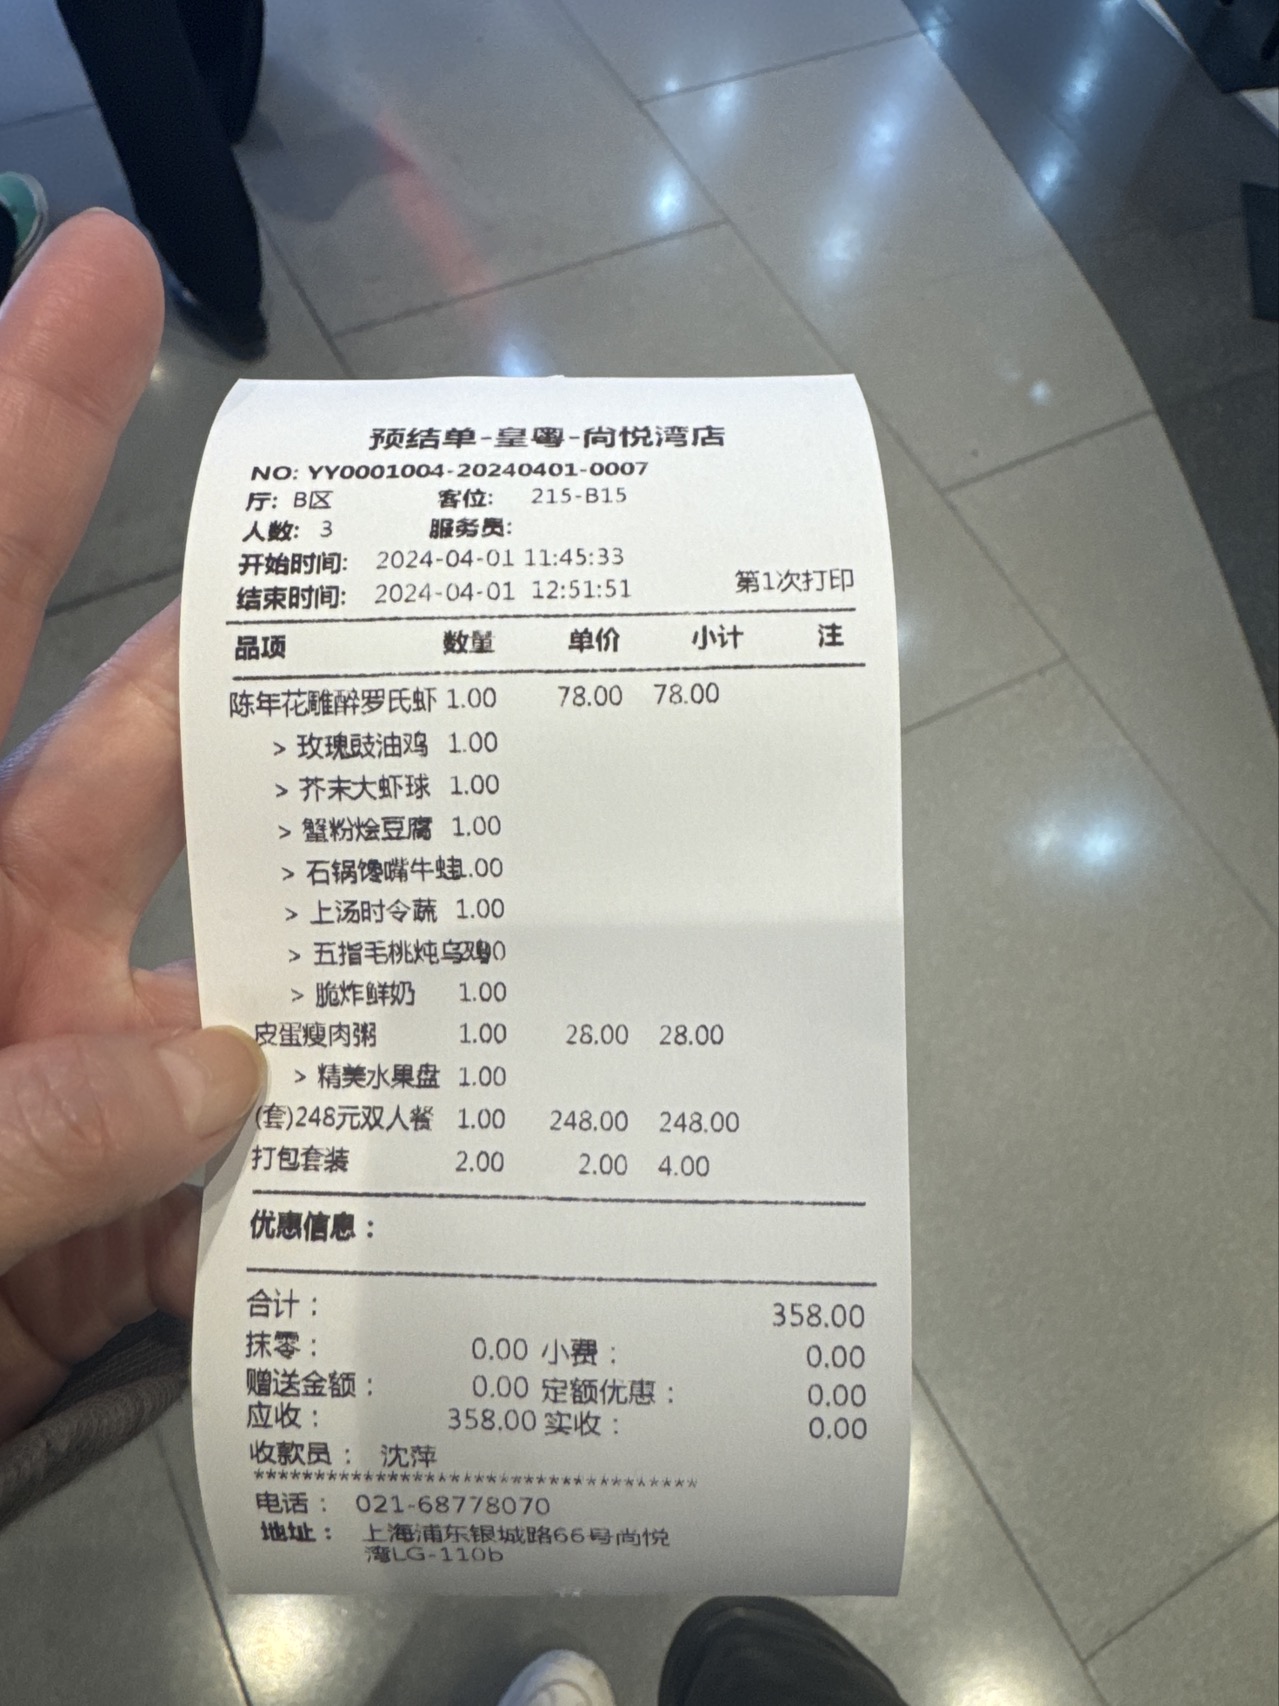 预结单-皇粤-尚悦湾店
NO: YY0001004-20240401-0007
厅: B区 客位: 215-B15
人数: 3 服务员:
开始时间: 2024-04-01 11:45:33
结束时间: 2024-04-01 12:51:51 第1次打印
品项 数量 单价 小计 注
陈年花雕醉罗氏虾 1.00 78.00 78.00
> 玫瑰豉油鸡 1.00
> 芥末大虾球 1.00
> 蟹粉烩豆腐 1.00
> 石锅馋嘴牛蛙1.00
> 上汤时令蔬 1.00
> 五指毛桃炖乌鸡
> 脆炸鲜奶 1.00
皮蛋瘦肉粥 1.00 28.00 28.00
> 精美水果盘 1.00
(套)248元双人餐 1.00 248.00 248.00
打包套装 2.00 2.00 4.00
优惠信息：
合计： 358.00
抹零： 0.00 小费： 0.00
赠送金额： 0.00 定额优惠： 0.00
应收： 358.00 实收： 0.00
收款员： 沈萍
************************************
电话： 021-68778070
地址： 上海浦东银城路66号尚悦
湾LG-110b